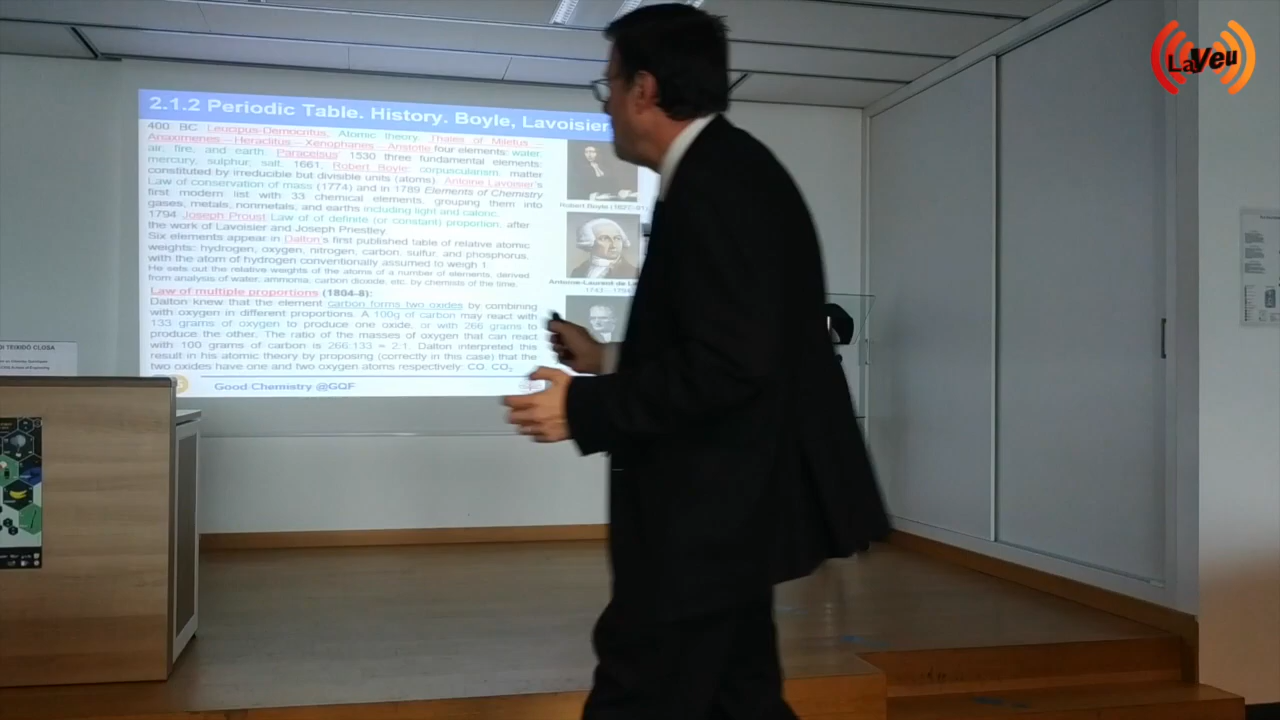 LaVeu
2.1.2 Periodic Table. History. Boyle, Lavoisier
400 BC Leucipus-Democritus, Atomic theory, Thales of Miletus –
Anaximenes – Heraclitus – Xenophanes – Aristotle four elements: water,
air, fire, and earth. Paracelsus' 1530 three fundamental elements:
mercury, sulphur, salt. 1661, Robert Boyle: corpuscularism: matter
constituted by irreducible but divisible units (atoms). Antoine Lavoisier's
Law of conservation of mass (1774) and in 1789 Elements of Chemistry
first modern list with 33 chemical elements, grouping them into
gases, metals, nonmetals, and earths including light and caloric.
1794 Joseph Proust Law of of definite (or constant) proportion, after
the work of Lavoisier and Joseph Priestley
Six elements appear in Dalton's first published table of relative atomic
weights: hydrogen, oxygen, nitrogen, carbon, sulfur, and phosphorus,
with the atom of hydrogen conventionally assumed to weigh 1.
He sets out the relative weights of the atoms of a number of elements, derived
from analysis of water, ammonia, carbon dioxide, etc. by chemists of the time.
Law of multiple proportions (1804-8):
Dalton knew that the element carbon forms two oxides by combining
with oxygen in different proportions. A 100g of carbon may react with
133 grams of oxygen to produce one oxide, or with 266 grams to
produce the other. The ratio of the masses of oxygen that can react
with 100 grams of carbon is 266:133 = 2:1. Dalton interpreted this
result in his atomic theory by proposing (correctly in this case) that the
two oxides have one and two oxygen atoms respectively: CO, CO₂
Robert Boyle (1627-91)
Antoine-Laurent de La
1743 - 1794
Good Chemistry @GQF
DI TEIXIDÓ CLOSA